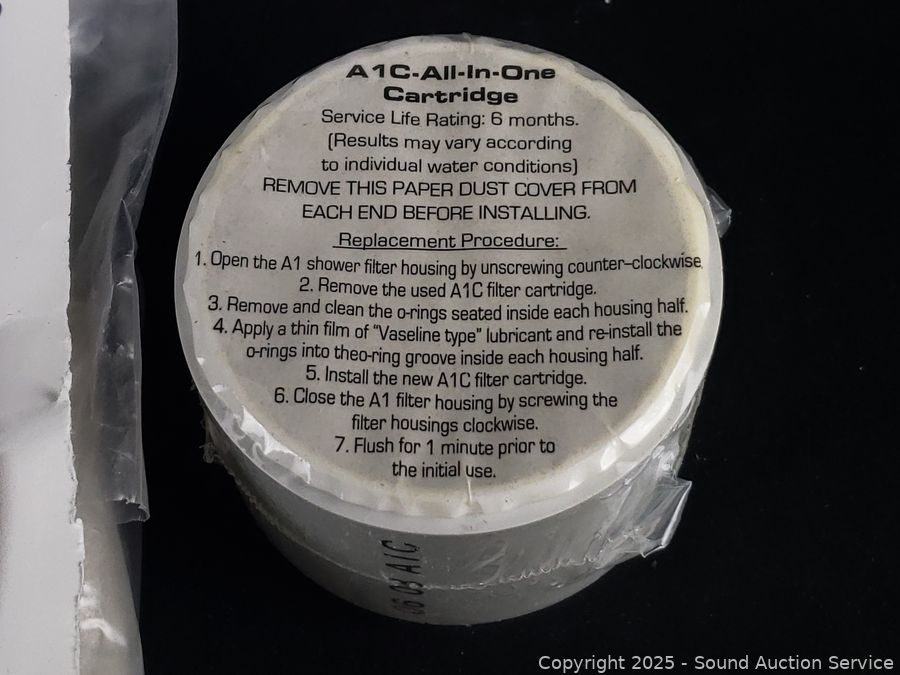 A1C-All-In-One
Cartridge
Service Life Rating: 6 months.
(Results may vary according
to individual water conditions)
REMOVE THIS PAPER DUST COVER FROM
EACH END BEFORE INSTALLING.
Replacement Procedure:
1. Open the A1 shower filter housing by unscrewing counter-clockwise.
2. Remove the used A1C filter cartridge.
3. Remove and clean the o-rings seated inside each housing half.
4. Apply a thin film of "Vaseline type" lubricant and re-install the
o-rings into theo-ring groove inside each housing half.
5. Install the new A1C filter cartridge.
6. Close the A1 filter housing by screwing the
filter housings clockwise.
7. Flush for 1 minute prior to
the initial use.
06 03 A1C
Copyright 2025 - Sound Auction Service